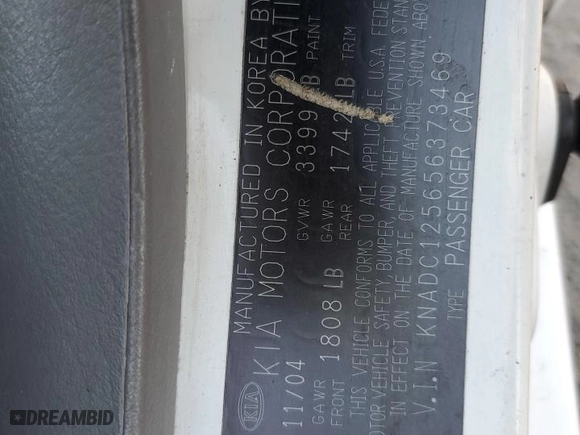 MANUFACTURED IN KOREA BY
KIA KIA MOTORS CORPORATI
11/04 GVWR 3399 LB PAINT
GAWR FRONT 1808 LB GAWR REAR 1742 LB TRIM
THIS VEHICLE CONFORMS TO ALL APPLICABLE U.S.A FEDE
MOTOR VEHICLE SAFETY, BUMPER, AND THEFT PREVENTION STAN
IN EFFECT ON THE DATE OF MANUFACTURE SHOWN ABO
V.I.N KNADC125656373469
TYPE PASSENGER CAR
DREAMBID